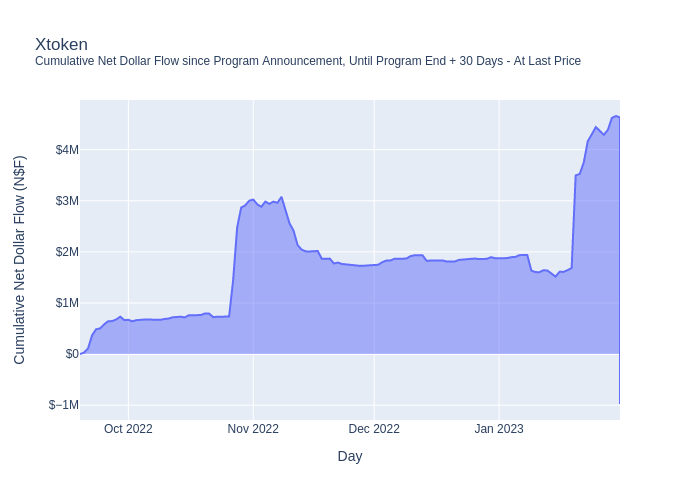 Xtoken
Cumulative Net Dollar Flow since Program Announcement, Until Program End + 30 Days - At Last Price
Cumulative Net Dollar Flow (N$F)
$4M
$3M
$2M
$1M
$0
$−1M
Oct 2022
Nov 2022
Dec 2022
Jan 2023
Day